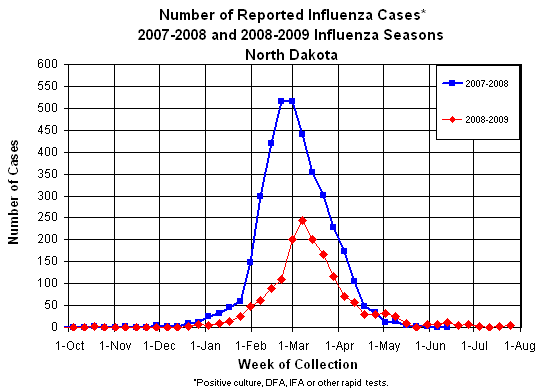 Number of Reported Influenza Cases*
2007-2008 and 2008-2009 Influenza Seasons
North Dakota
600
550
500
450
400
350
300
250
200
150
100
50
0
Number of Cases
2007-2008
2008-2009
1-Oct 1-Nov 1-Dec 1-Jan 1-Feb 1-Mar 1-Apr 1-May 1-Jun 1-Jul 1-Aug
Week of Collection
*Positive culture, DFA, IFA or other rapid tests.